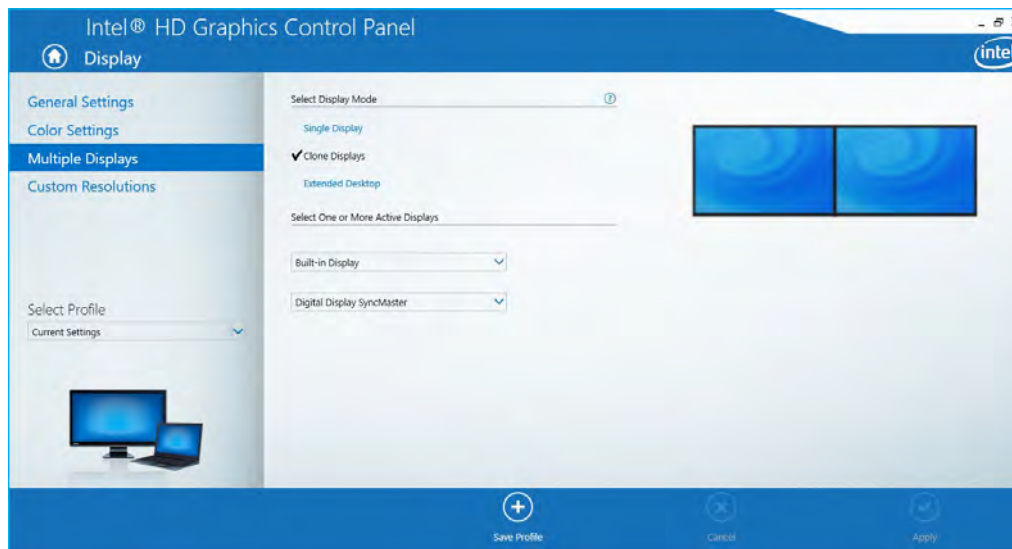 Intel® HD Graphics Control Panel
Display
General Settings
Color Settings
Multiple Displays
Custom Resolutions
Select Profile
Current Settings
Select Display Mode
Single Display
Clone Displays
Extended Desktop
Select One or More Active Displays
Built-in Display
Digital Display SyncMaster
Save Profile
Cancel
Apply